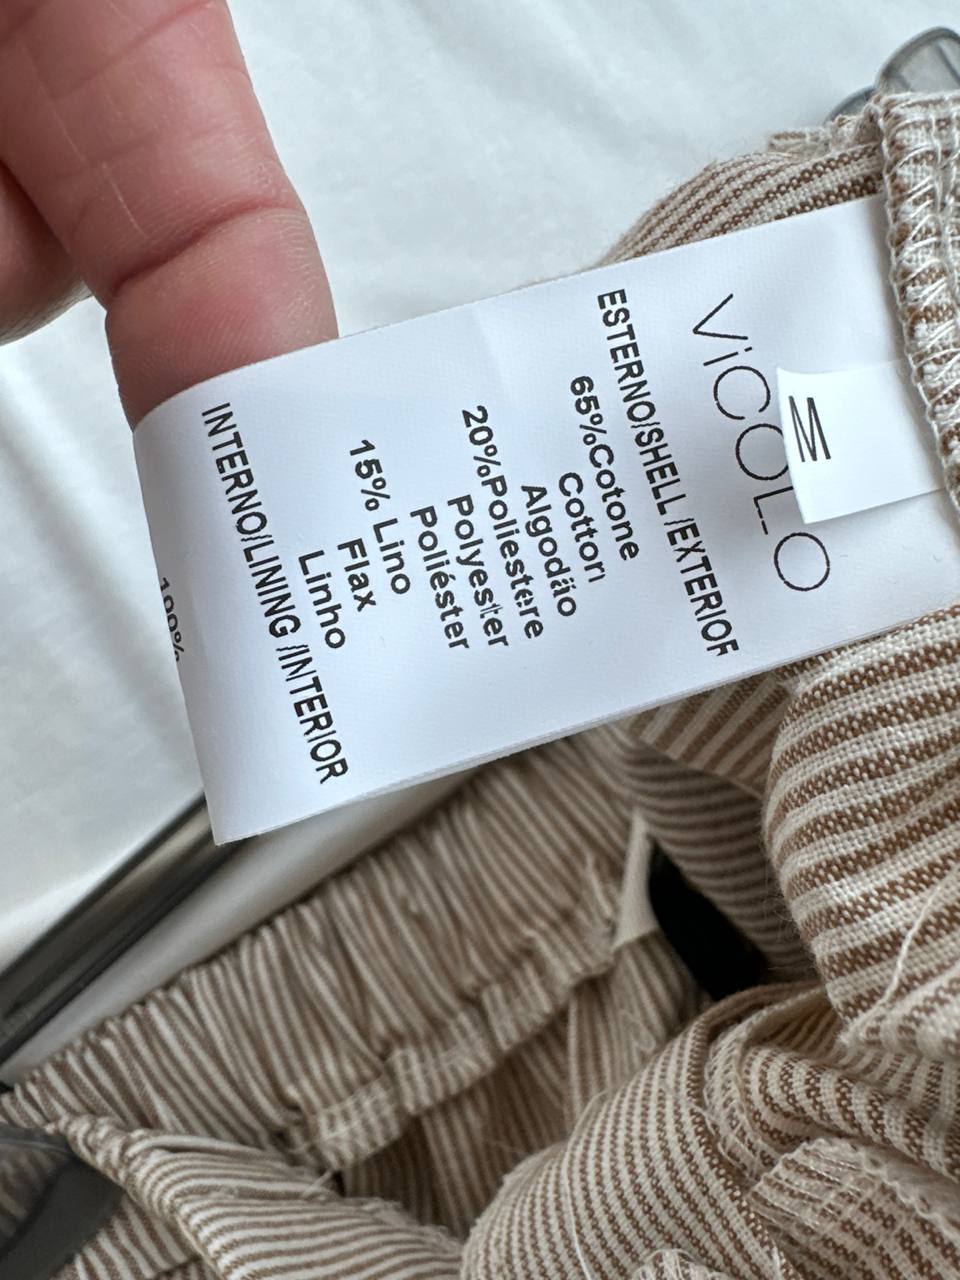 ViCOLO
M
ESTERNO/SHELL/EXTERIOR
65%Cotone
Cotton
Algodão
20%Poliestere
Polyester
Poliéster
15% Lino
Flax
Linho
INTERNO/LINING/INTERIOR
100%